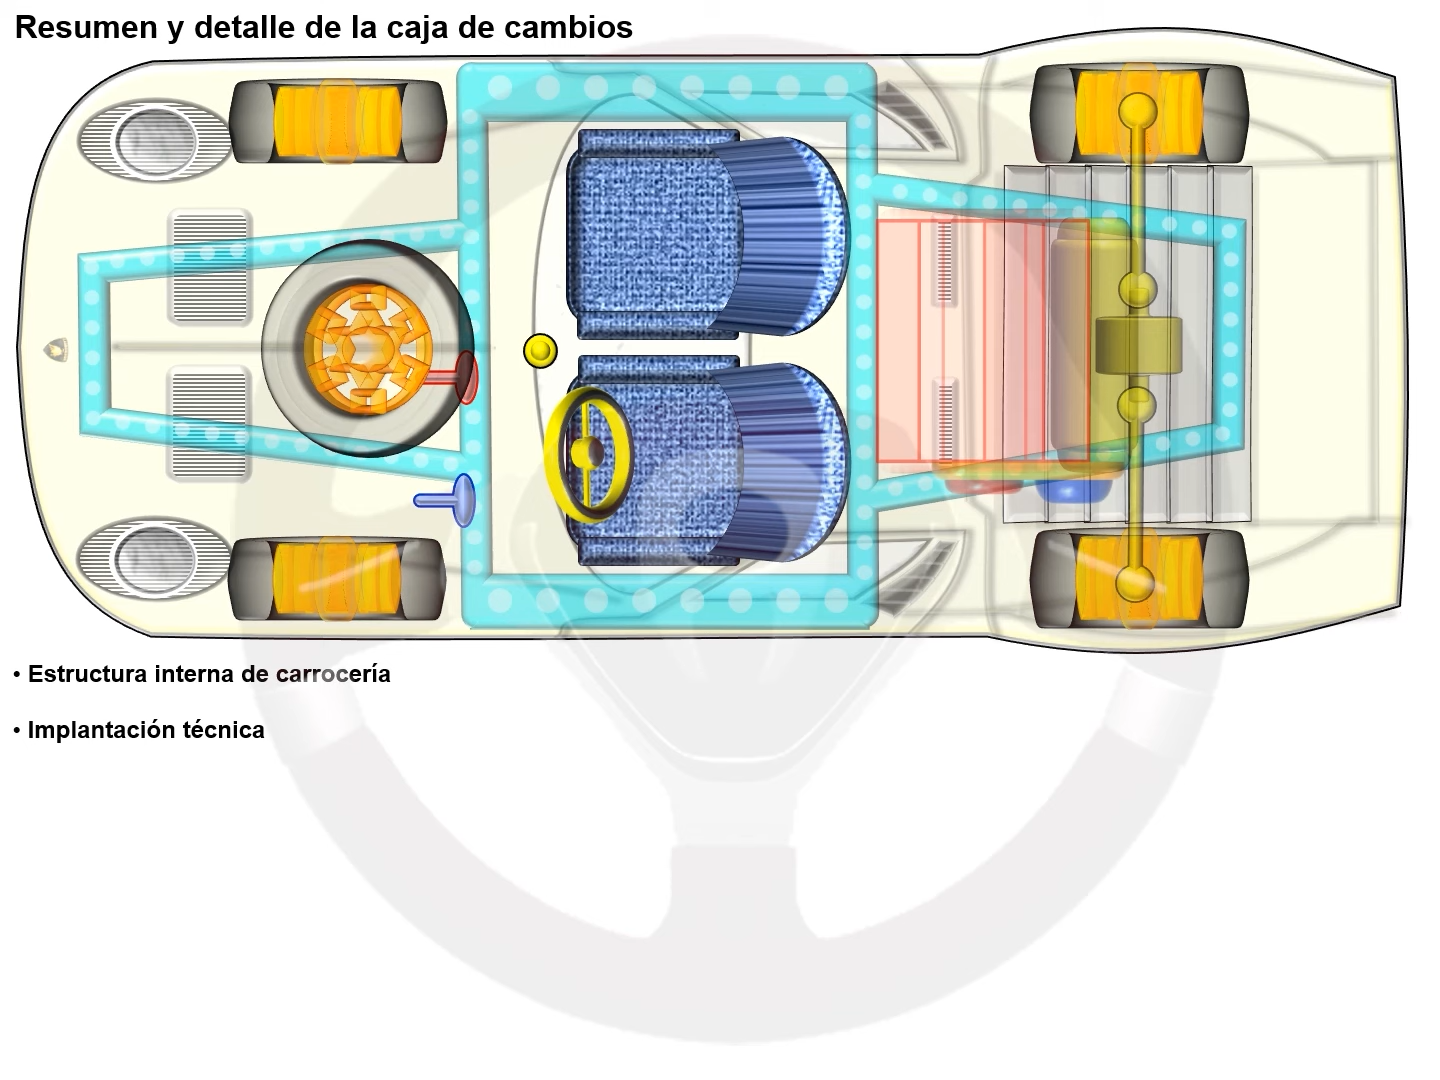 Resumen y detalle de la caja de cambios
• Estructura interna de carrocería
• Implantación técnica